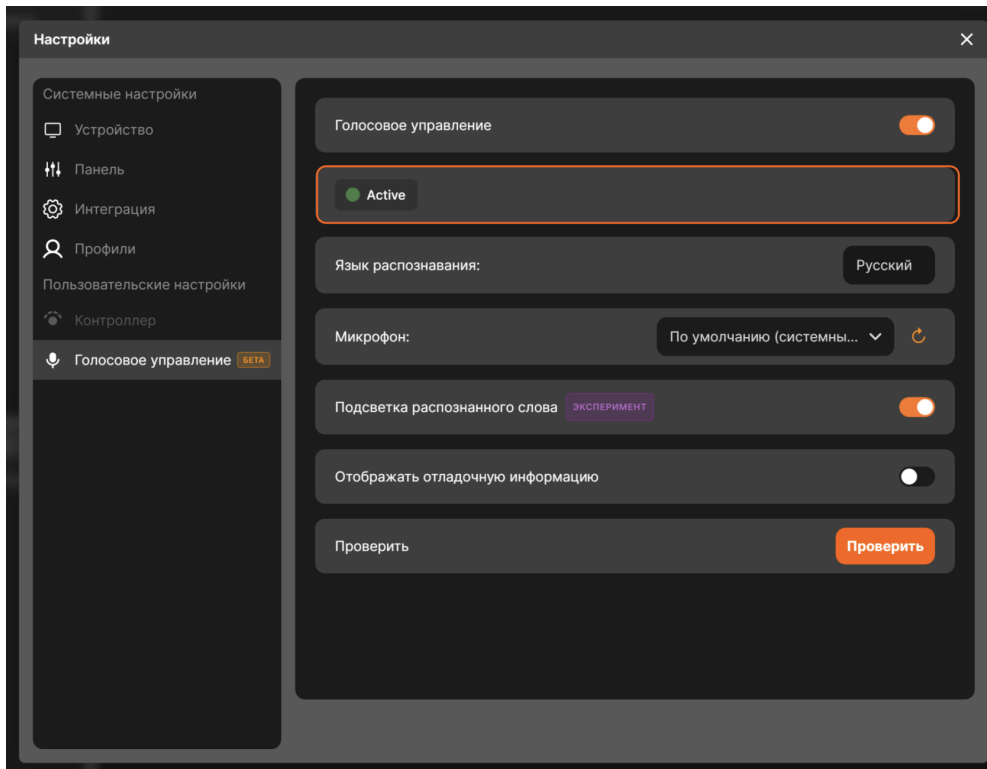 Настройки
Системные настройки
Устройство
Панель
Интеграция
Профили
Пользовательские настройки
Контроллер
Голосовое управление БЕТА
Голосовое управление
Active
Язык распознавания:
Русский
Микрофон:
По умолчанию (системны...
Подсветка распознанного слова ЭКСПЕРИМЕНТ
Отображать отладочную информацию
Проверить
Проверить